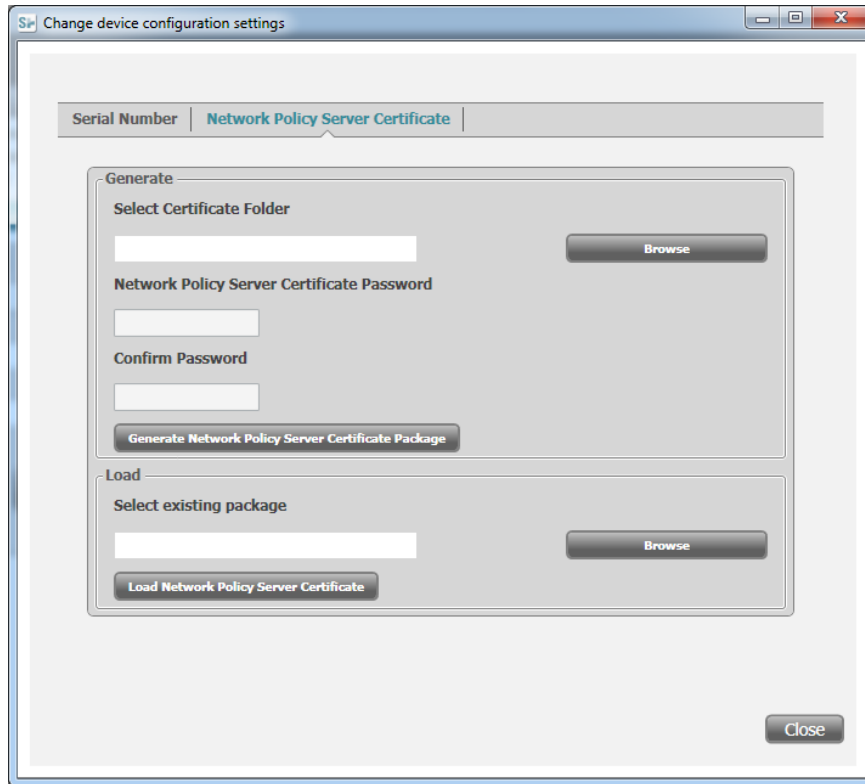 Change device configuration settings
Serial Number Network Policy Server Certificate
Generate
Select Certificate Folder
Browse
Network Policy Server Certificate Password
Confirm Password
Generate Network Policy Server Certificate Package
Load
Select existing package
Browse
Load Network Policy Server Certificate
Close